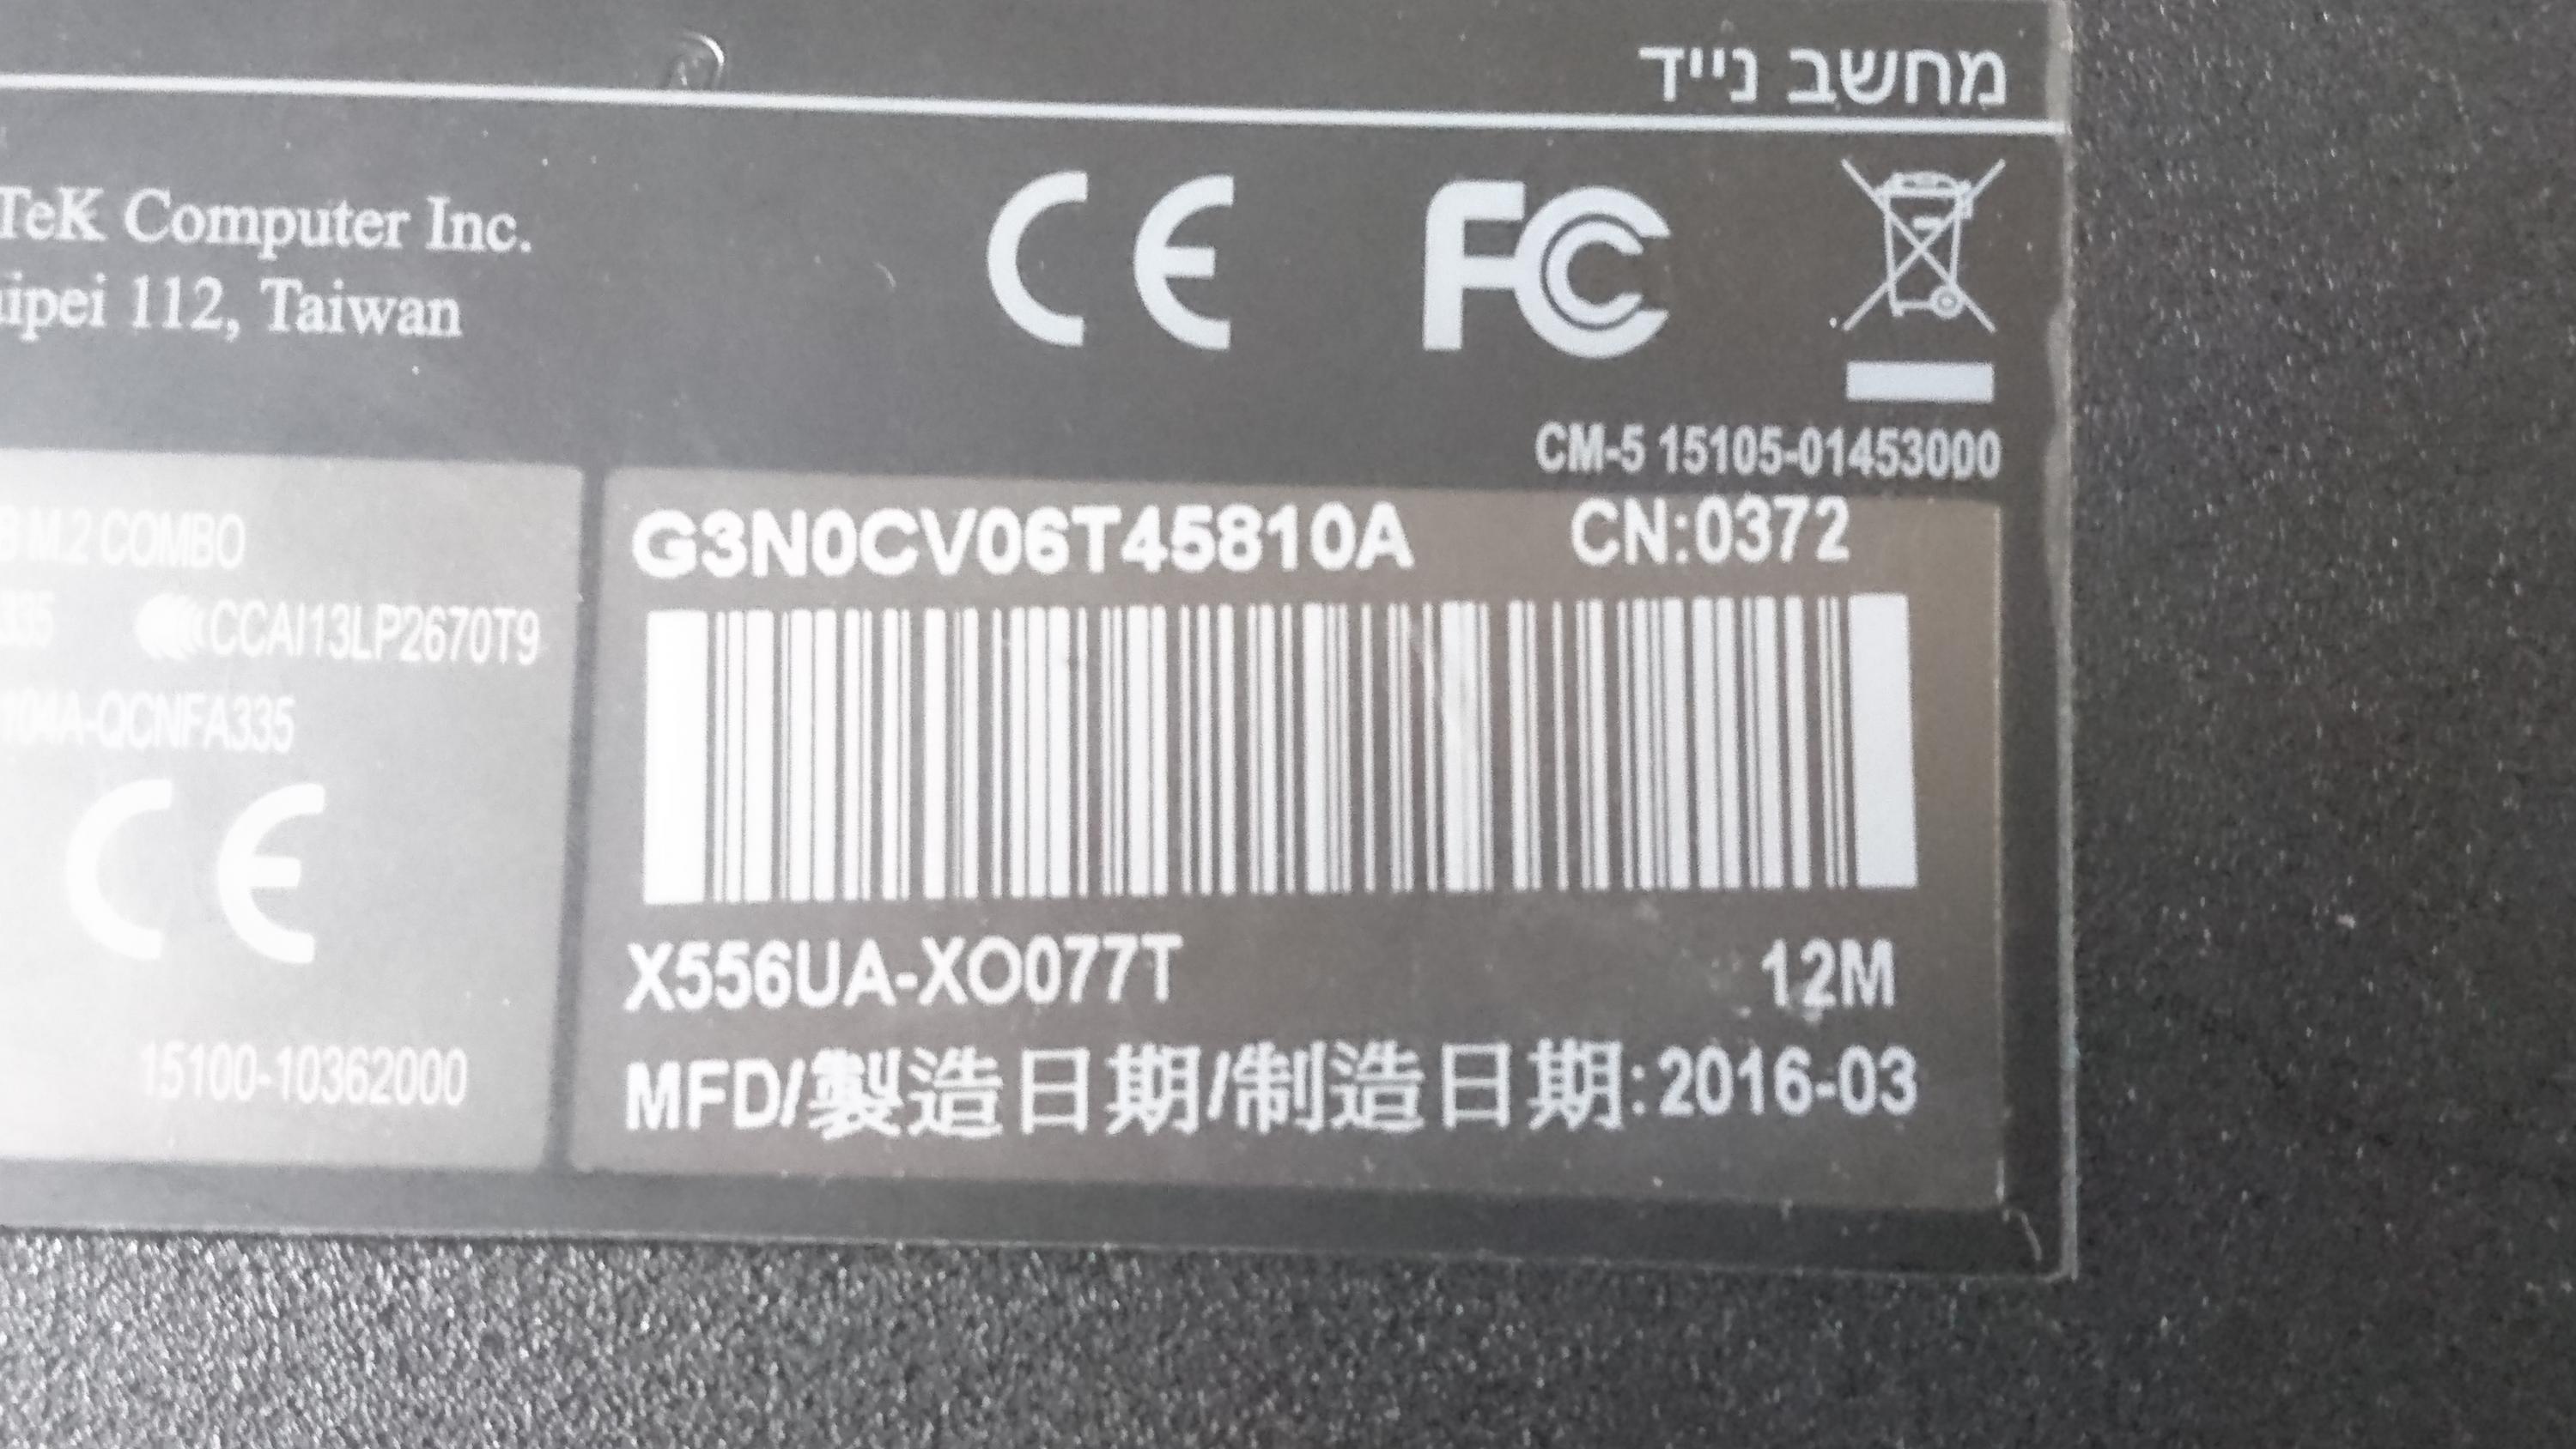 מחשב נייד
TeK Computer Inc.
ipei 112, Taiwan
CE FC
CM-5 15105-01453000
B M.2 COMBO
335 CCAI13LP2670T9
104A-QCNFA335
CE
15100-10362000
G3N0CV06T45810A CN:0372
X556UA-XO077T 12M
MFD/製造日期/制造日期:2016-03